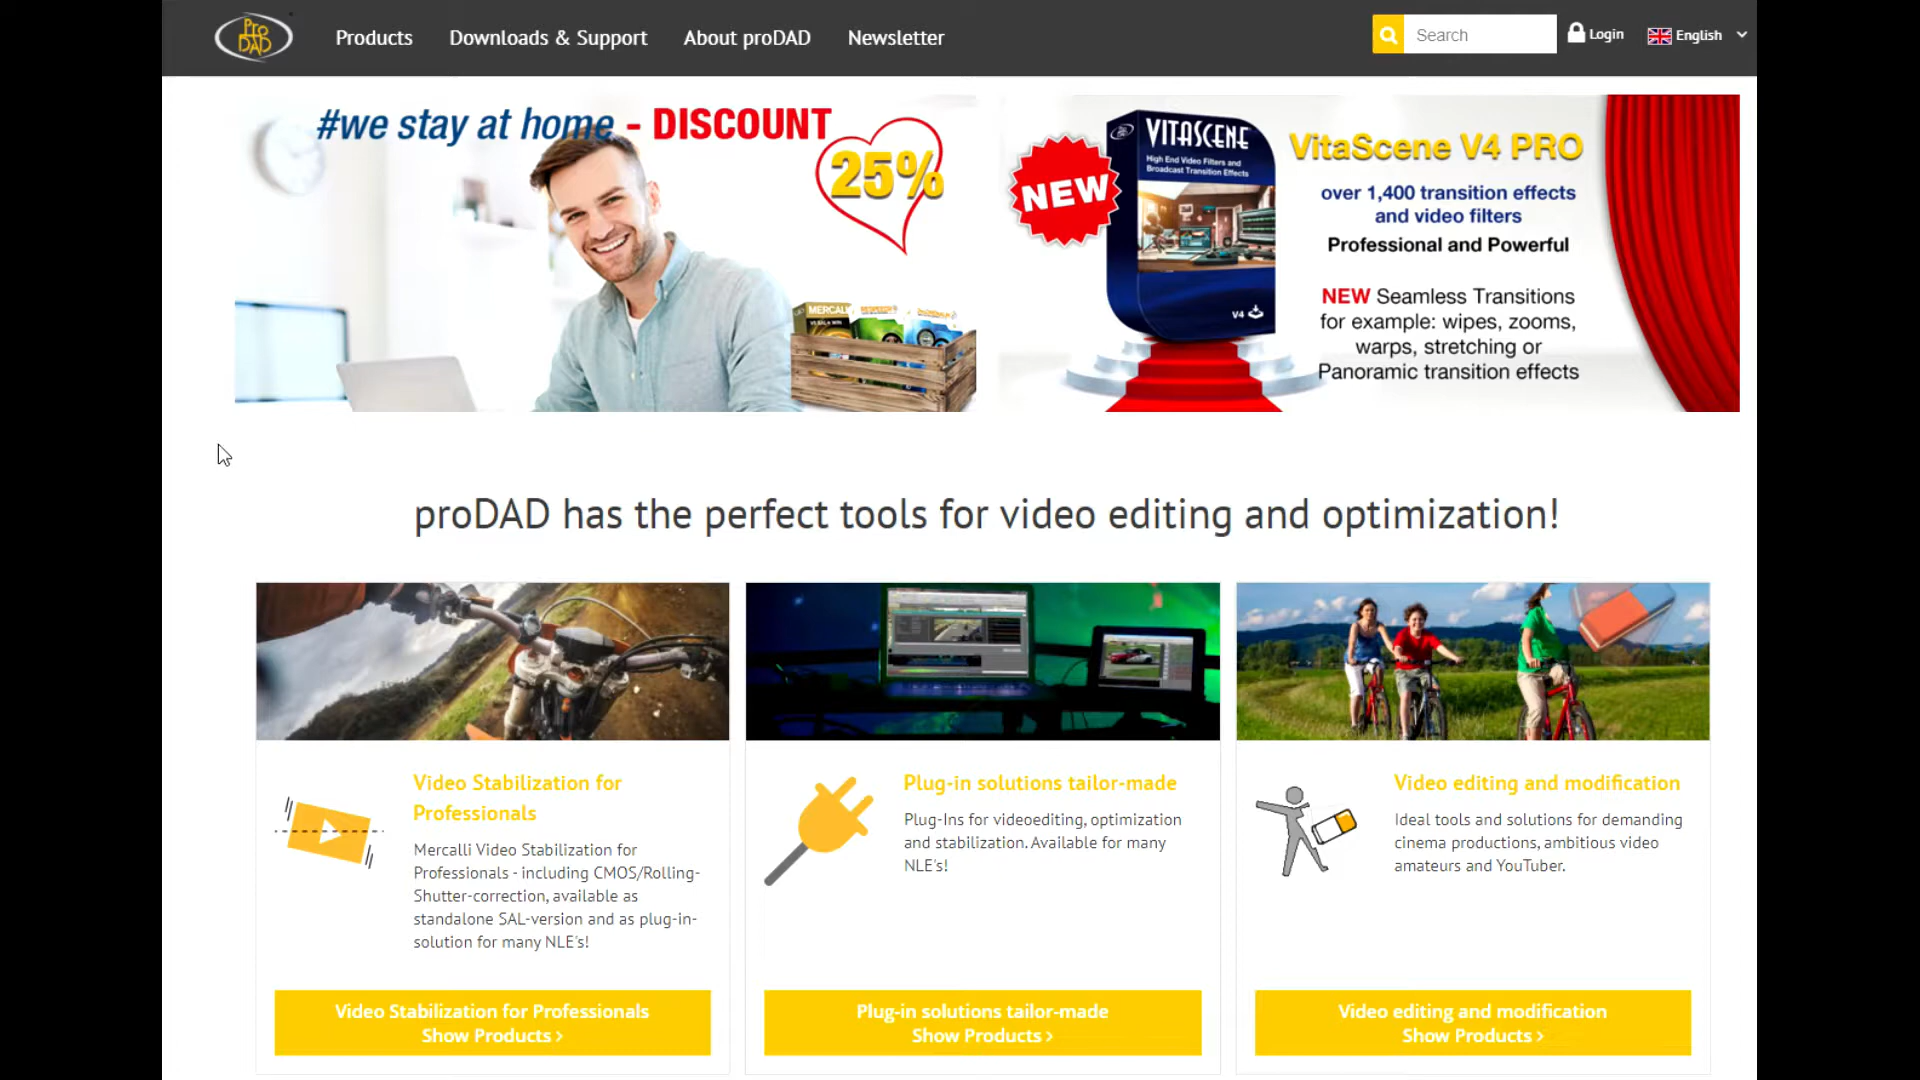 Pro
DAD
Products
Downloads & Support
About proDAD
Newsletter
Search
Login
English
#we stay at home - DISCOUNT
25%
MERCALLI
NEW
VITASCENE
High End Video Filters and
Broadcast Transition Effects
V4
VitaScene V4 PRO
over 1,400 transition effects
and video filters
Professional and Powerful
NEW Seamless Transitions
for example: wipes, zooms,
warps, stretching or
Panoramic transition effects
proDAD has the perfect tools for video editing and optimization!
Video Stabilization for
Professionals
Mercalli Video Stabilization for
Professionals - including CMOS/Rolling-
Shutter-correction, available as
standalone SAL-version and as plug-in-
solution for many NLE's!
Video Stabilization for Professionals
Show Products >
Plug-in solutions tailor-made
Plug-Ins for videoediting, optimization
and stabilization. Available for many
NLE's!
Plug-in solutions tailor-made
Show Products >
Video editing and modification
Ideal tools and solutions for demanding
cinema productions, ambitious video
amateurs and YouTuber.
Video editing and modification
Show Products >